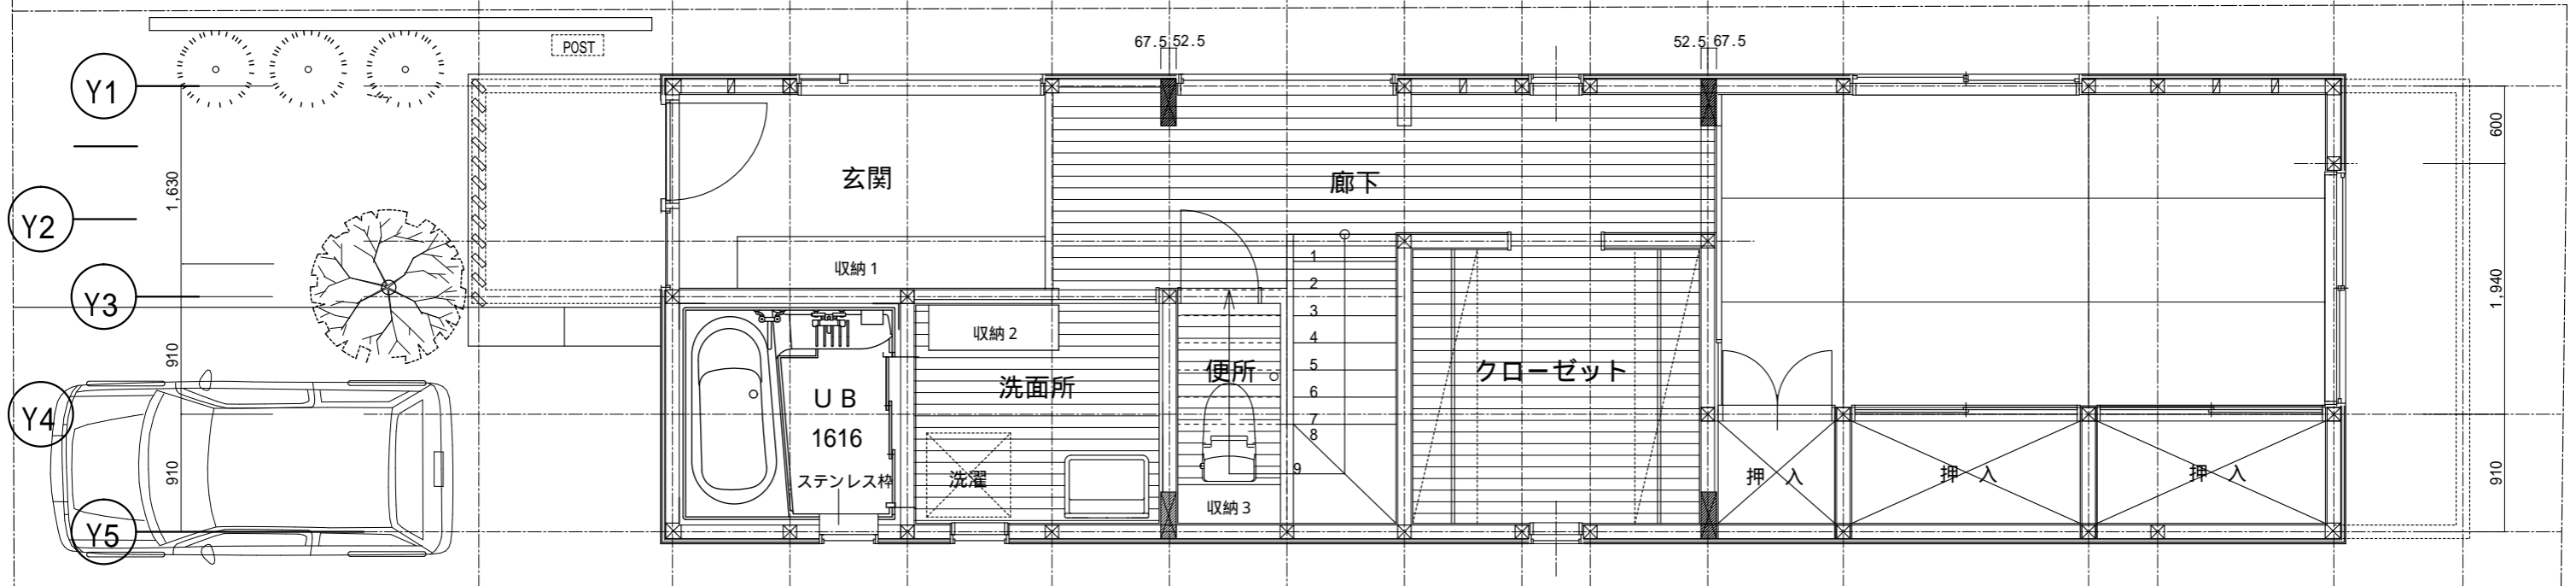 POST
67.5 52.5
52.5 67.5
Y1
Y2
Y3
Y4
Y5
1,630
910
910
玄関
廊下
収納1
収納2
洗面所
洗濯
UB
1616
ステンレス枠
便所
収納3
1
2
3
4
5
6
7
8
9
クローゼット
押 入
押 入
押 入
600
1,940
910